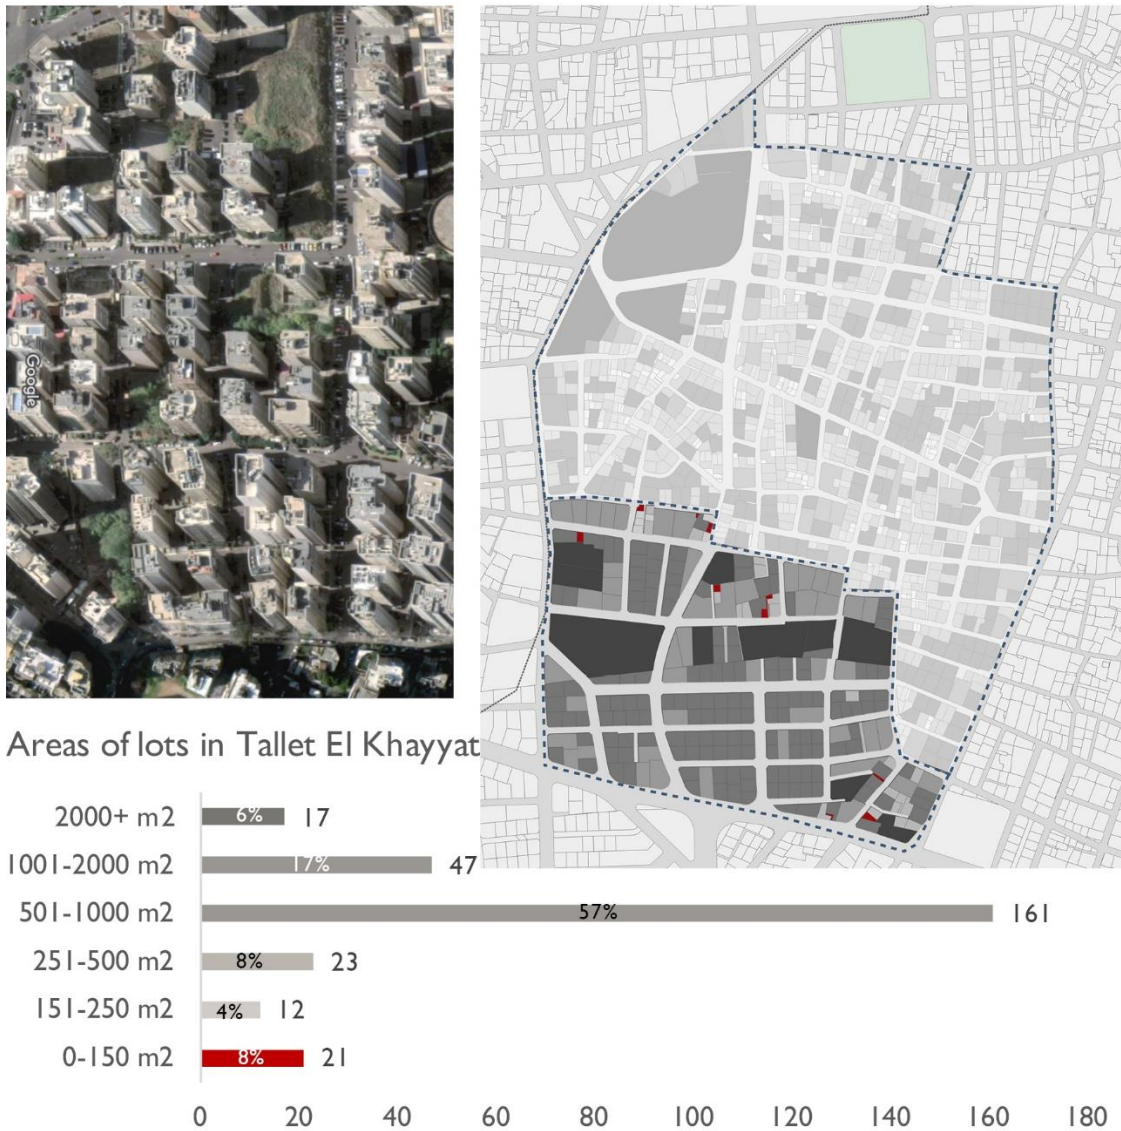 Google
Areas of lots in Tallet El Khayyat
2000+ m2 6% 17
1001-2000 m2 17% 47
501-1000 m2 57% 161
251-500 m2 8% 23
151-250 m2 4% 12
0-150 m2 8% 21
0 20 40 60 80 100 120 140 160 180